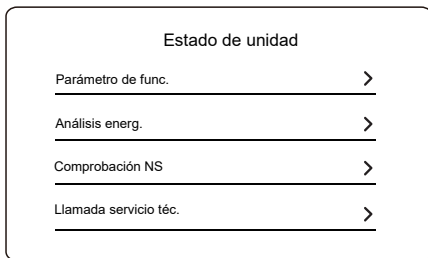 Estado de unidad
Parámetro de func.
Análisis energ.
Comprobación NS
Llamada servicio téc.